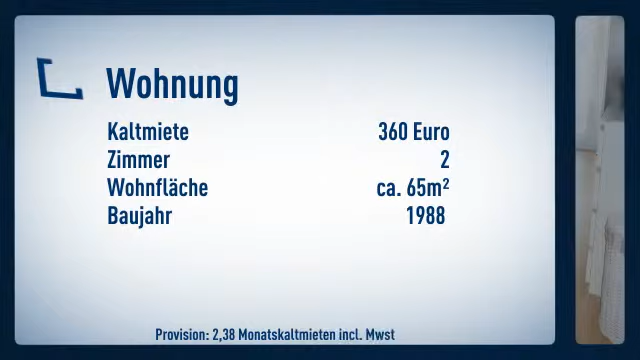 Wohnung
Kaltmiete 360 Euro
Zimmer 2
Wohnfläche ca. 65m²
Baujahr 1988
Provision: 2,38 Monatskaltmieten incl. Mwst